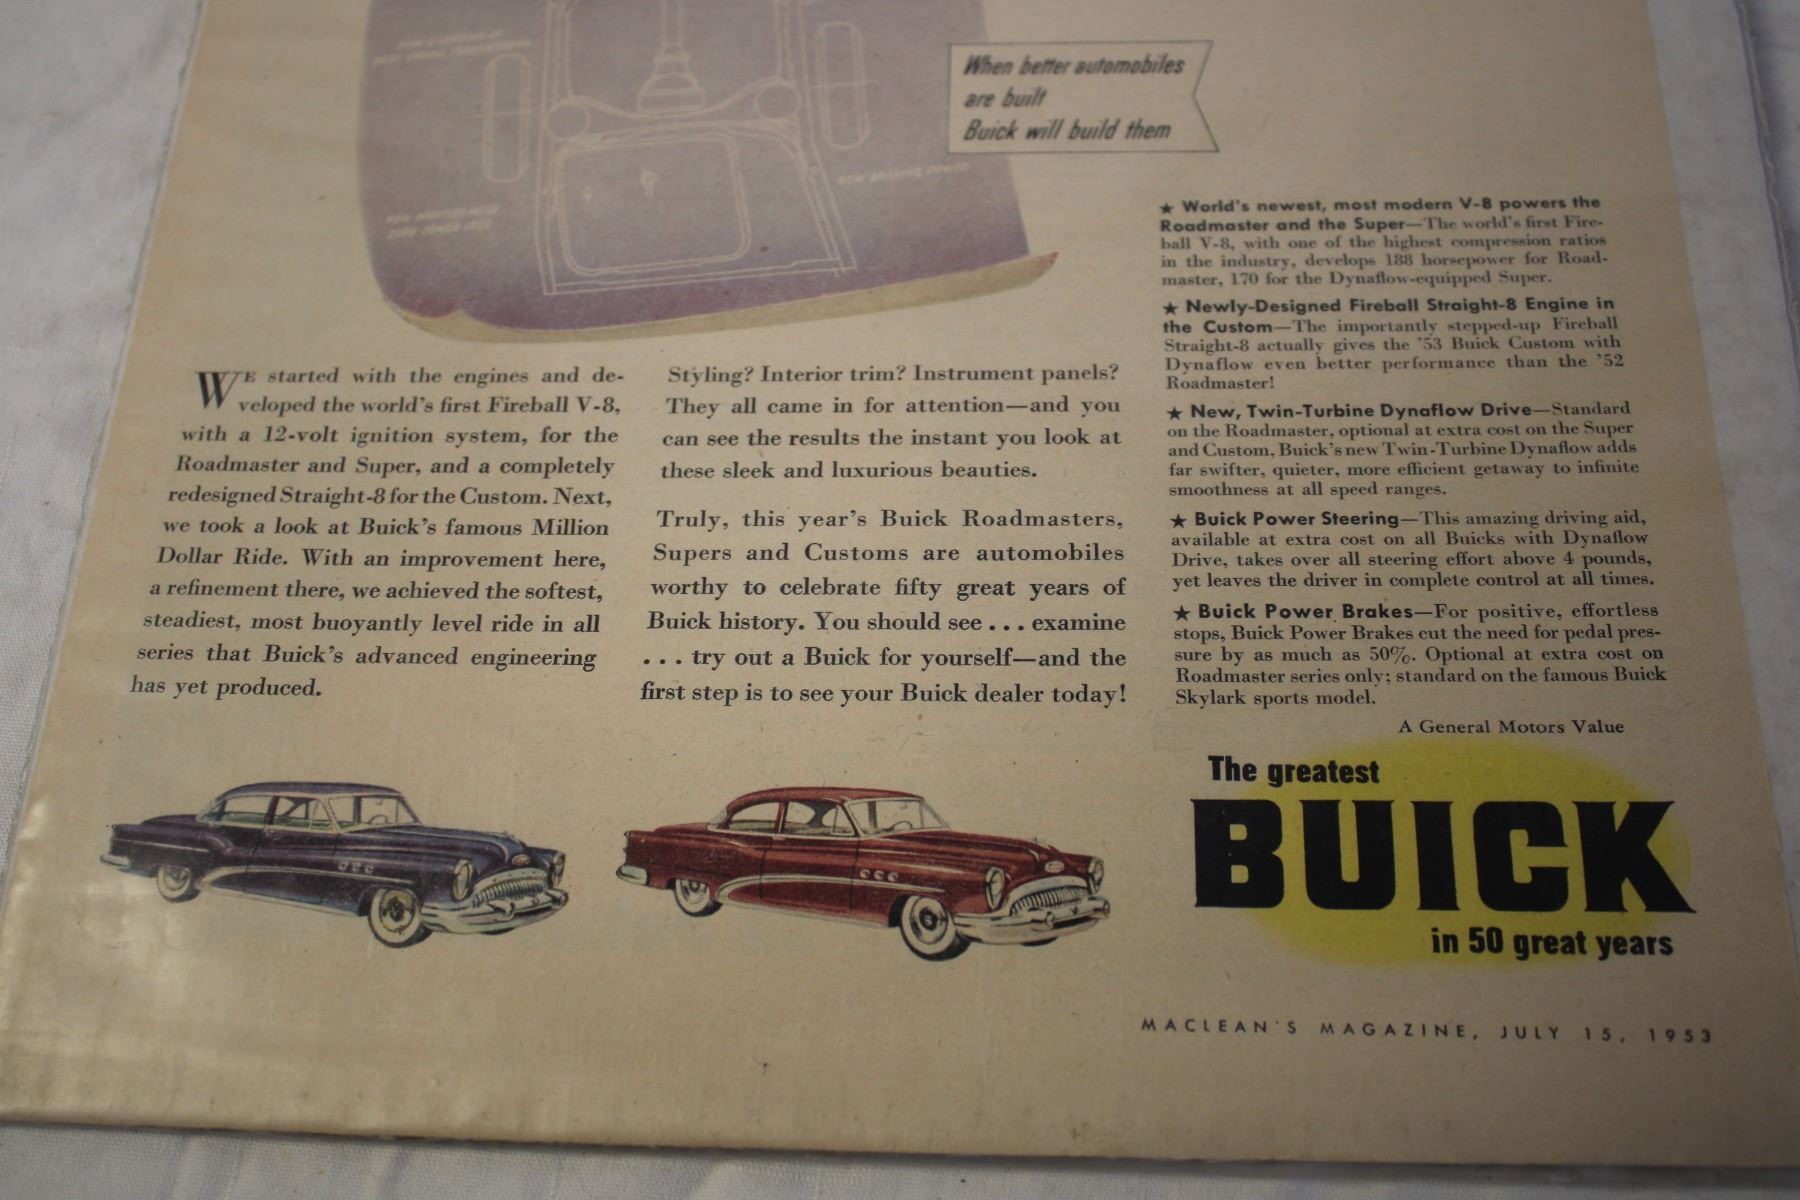 When better automobiles
are built
Buick will build them
NEW BRAKING POWER
WE started with the engines and de-
veloped the world's first Fireball V-8,
with a 12-volt ignition system, for the
Roadmaster and Super, and a completely
redesigned Straight-8 for the Custom. Next,
we took a look at Buick's famous Million
Dollar Ride. With an improvement here,
a refinement there, we achieved the softest,
steadiest, most buoyantly level ride in all
series that Buick's advanced engineering
has yet produced.
Styling? Interior trim? Instrument panels?
They all came in for attention—and you
can see the results the instant you look at
these sleek and luxurious beauties.
Truly, this year's Buick Roadmasters,
Supers and Customs are automobiles
worthy to celebrate fifty great years of
Buick history. You should see . . . examine
. . . try out a Buick for yourself—and the
first step is to see your Buick dealer today!
★ World's newest, most modern V-8 powers the
Roadmaster and the Super—The world's first Fire-
ball V-8, with one of the highest compression ratios
in the industry, develops 188 horsepower for Road-
master, 170 for the Dynaflow-equipped Super.
★ Newly-Designed Fireball Straight-8 Engine in
the Custom—The importantly stepped-up Fireball
Straight-8 actually gives the '53 Buick Custom with
Dynaflow even better performance than the '52
Roadmaster!
★ New, Twin-Turbine Dynaflow Drive—Standard
on the Roadmaster, optional at extra cost on the Super
and Custom, Buick's new Twin-Turbine Dynaflow adds
far swifter, quieter, more efficient getaway to infinite
smoothness at all speed ranges.
★ Buick Power Steering—This amazing driving aid,
available at extra cost on all Buicks with Dynaflow
Drive, takes over all steering effort above 4 pounds,
yet leaves the driver in complete control at all times.
★ Buick Power Brakes—For positive, effortless
stops, Buick Power Brakes cut the need for pedal pres-
sure by as much as 50%. Optional at extra cost on
Roadmaster series only; standard on the famous Buick
Skylark sports model.
A General Motors Value
The greatest
BUICK
in 50 great years
MACLEAN'S MAGAZINE, JULY 15, 1953